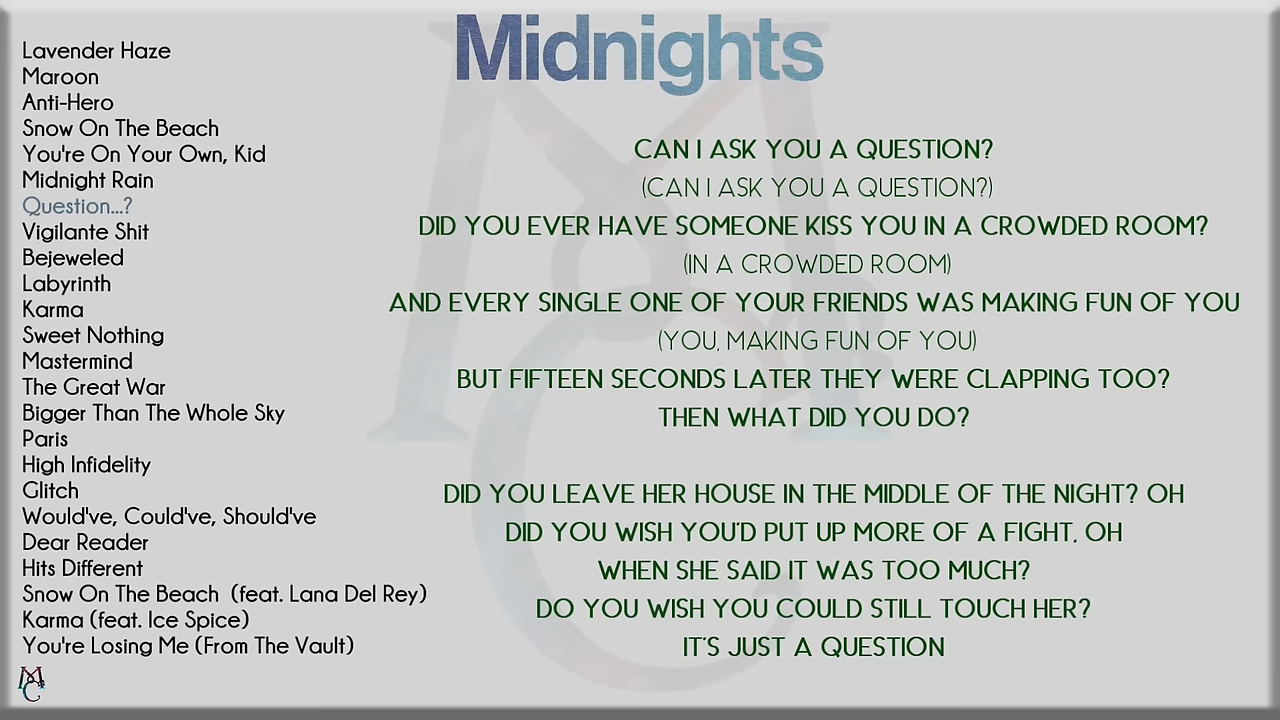 Midnights
Lavender Haze
Maroon
Anti-Hero
Snow On The Beach
You're On Your Own, Kid
Midnight Rain
Question...?
Vigilante Shit
Bejeweled
Labyrinth
Karma
Sweet Nothing
Mastermind
The Great War
Bigger Than The Whole Sky
Paris
High Infidelity
Glitch
Would've, Could've, Should've
Dear Reader
Hits Different
Snow On The Beach (feat. Lana Del Rey)
Karma (feat. Ice Spice)
You're Losing Me (From The Vault)
CAN I ASK YOU A QUESTION?
(CAN I ASK YOU A QUESTION?)
DID YOU EVER HAVE SOMEONE KISS YOU IN A CROWDED ROOM?
(IN A CROWDED ROOM)
AND EVERY SINGLE ONE OF YOUR FRIENDS WAS MAKING FUN OF YOU
(YOU, MAKING FUN OF YOU)
BUT FIFTEEN SECONDS LATER THEY WERE CLAPPING TOO?
THEN WHAT DID YOU DO?
DID YOU LEAVE HER HOUSE IN THE MIDDLE OF THE NIGHT? OH
DID YOU WISH YOU'D PUT UP MORE OF A FIGHT, OH
WHEN SHE SAID IT WAS TOO MUCH?
DO YOU WISH YOU COULD STILL TOUCH HER?
IT'S JUST A QUESTION